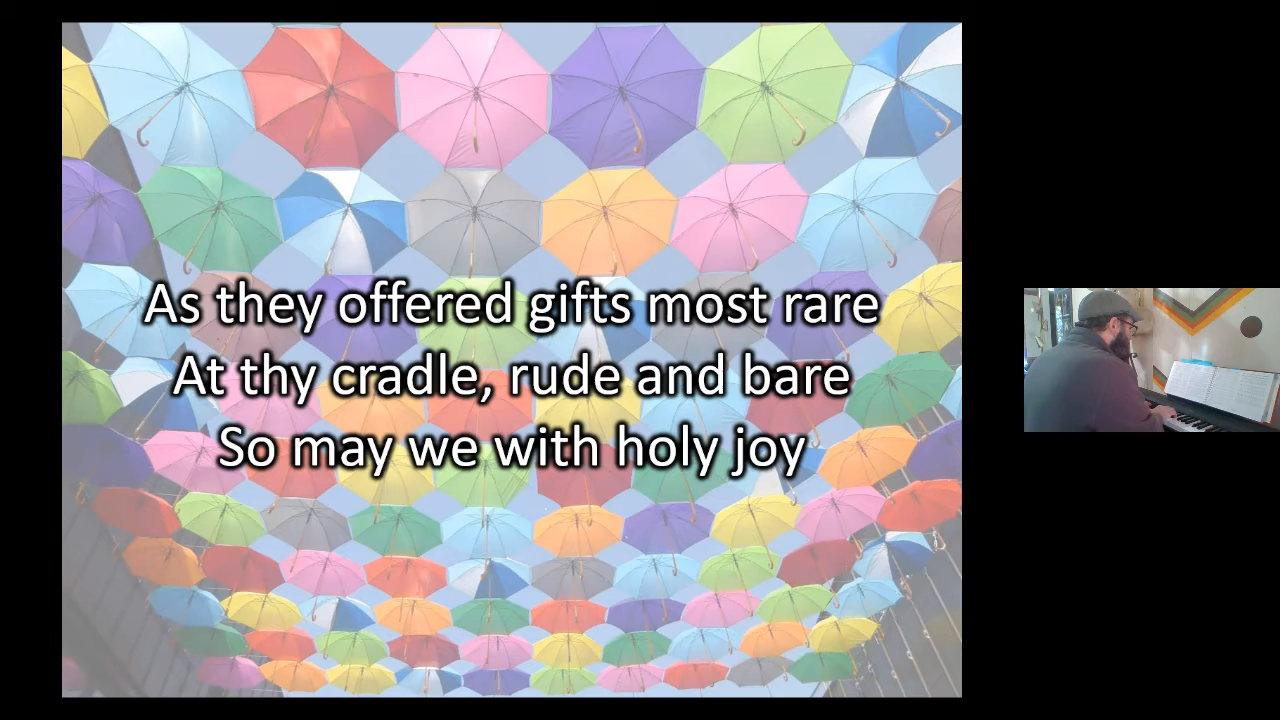 As they offered gifts most rare
At thy cradle, rude and bare
So may we with holy joy